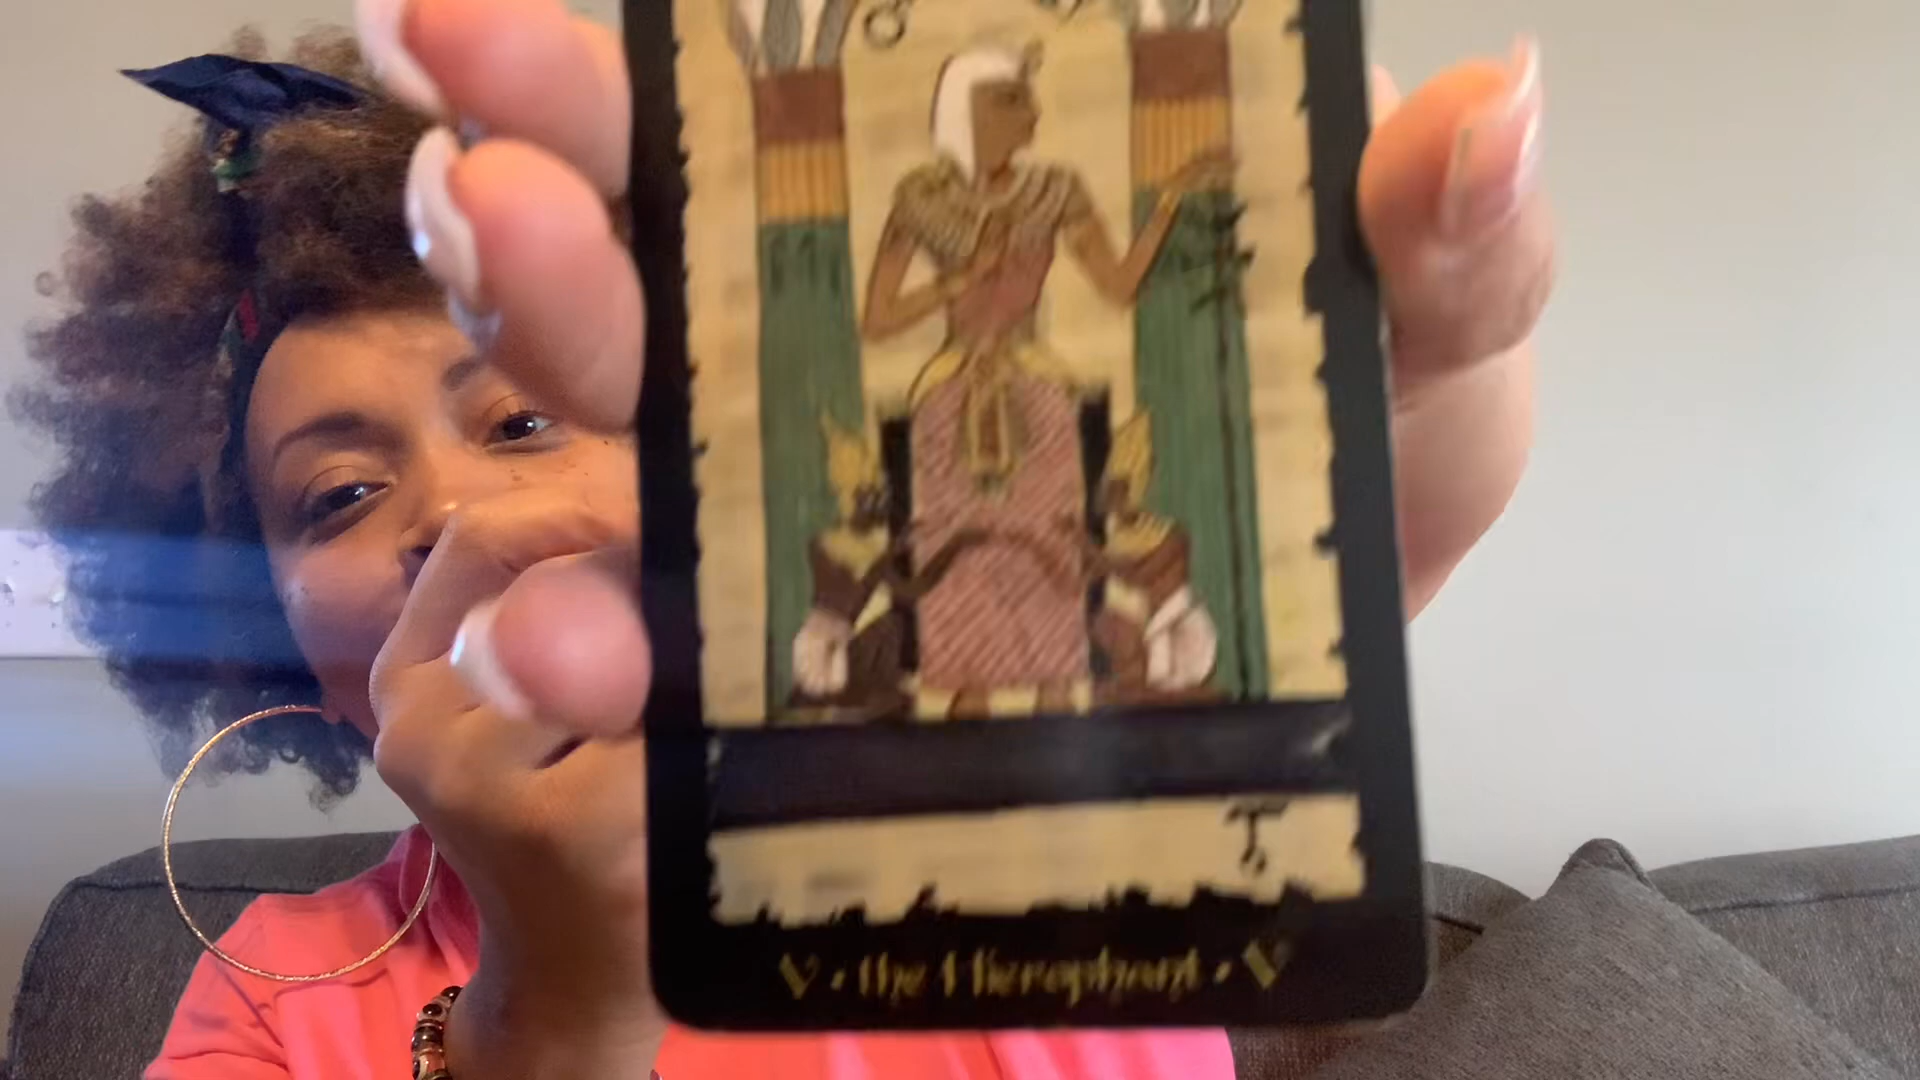 V • The Hierophant • V